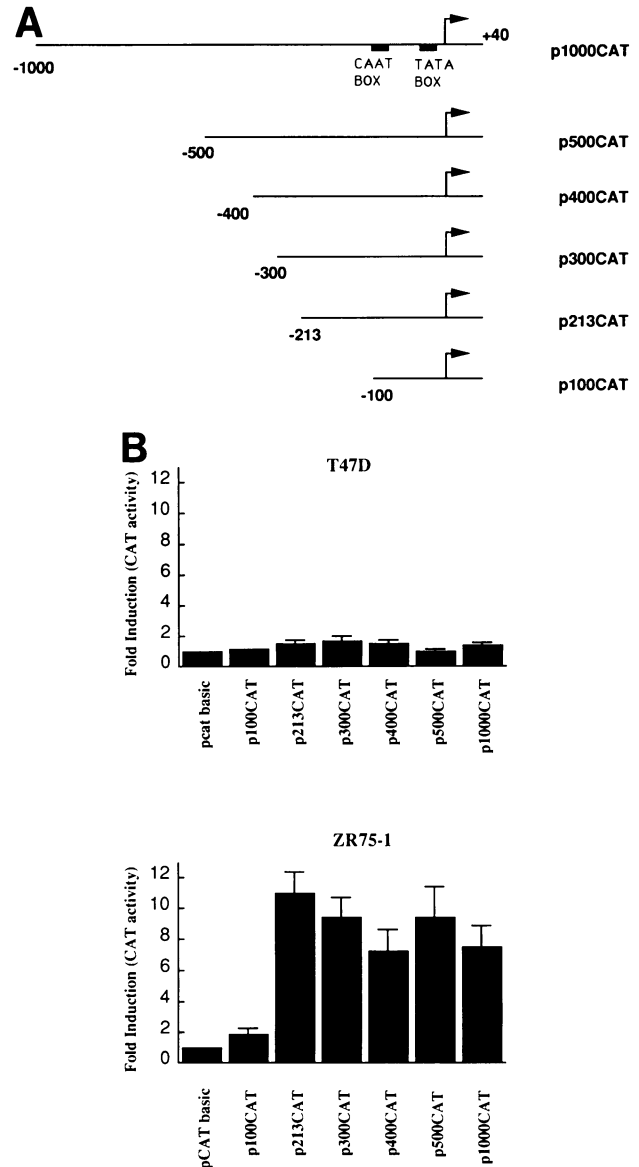 A
-1000
+40
p1000CAT
CAAT BOX
TATA BOX
-500
p500CAT
-400
p400CAT
-300
p300CAT
-213
p213CAT
-100
p100CAT
B
T47D
Fold Induction (CAT activity)
12
10
8
6
4
2
0
pcat basic
p100CAT
p213CAT
p300CAT
p400CAT
p500CAT
p1000CAT
ZR75-1
Fold Induction (CAT activity)
12
10
8
6
4
2
0
pCAT basic
p100CAT
p213CAT
p300CAT
p400CAT
p500CAT
p1000CAT